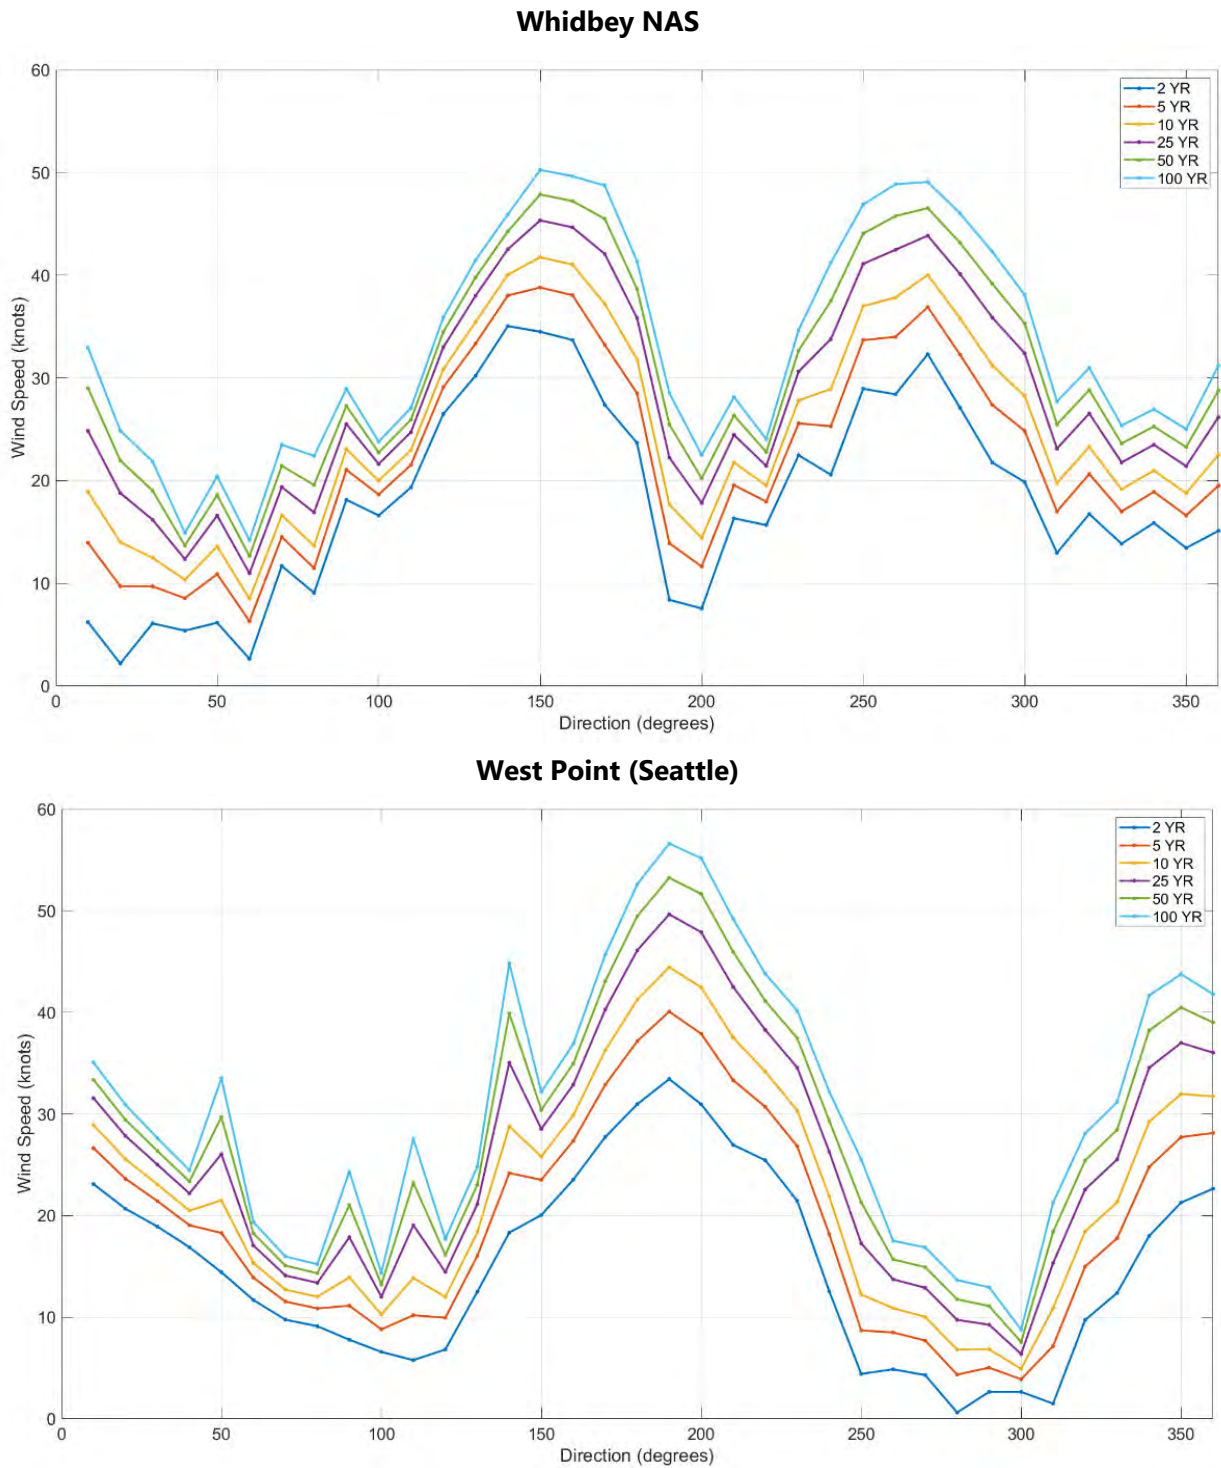 Whidbey NAS
60
50
40
30
20
10
0
Wind Speed (knots)
2 YR
5 YR
10 YR
25 YR
50 YR
100 YR
0 50 100 150 200 250 300 350
Direction (degrees)
West Point (Seattle)
60
50
40
30
20
10
0
Wind Speed (knots)
2 YR
5 YR
10 YR
25 YR
50 YR
100 YR
0 50 100 150 200 250 300 350
Direction (degrees)